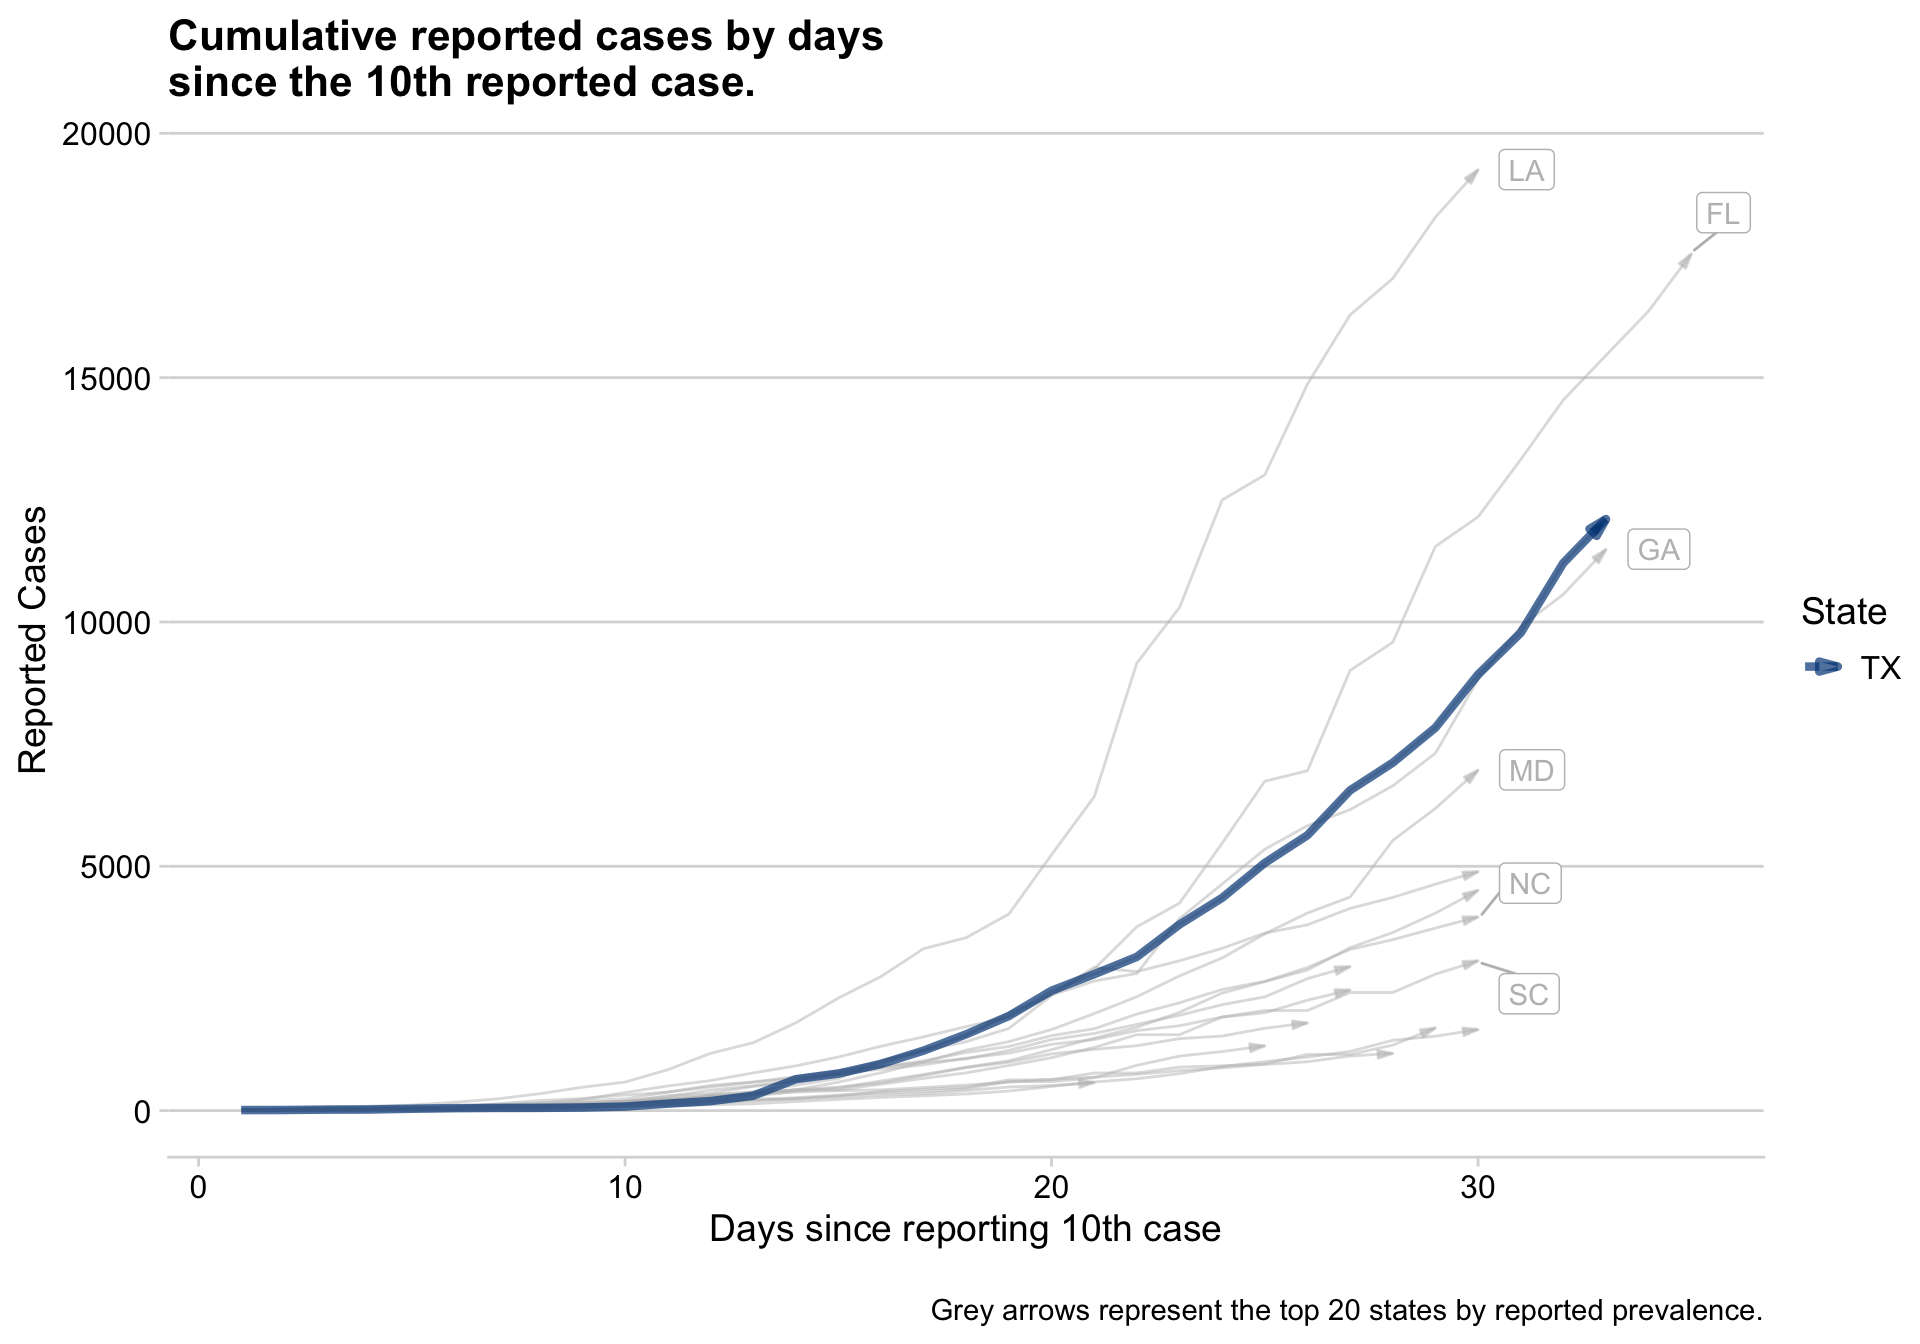 Cumulative reported cases by days
since the 10th reported case.
20000
15000
10000
5000
0
Reported Cases
LA
FL
GA
MD
NC
SC
State
TX
0
10
20
30
Days since reporting 10th case
Grey arrows represent the top 20 states by reported prevalence.